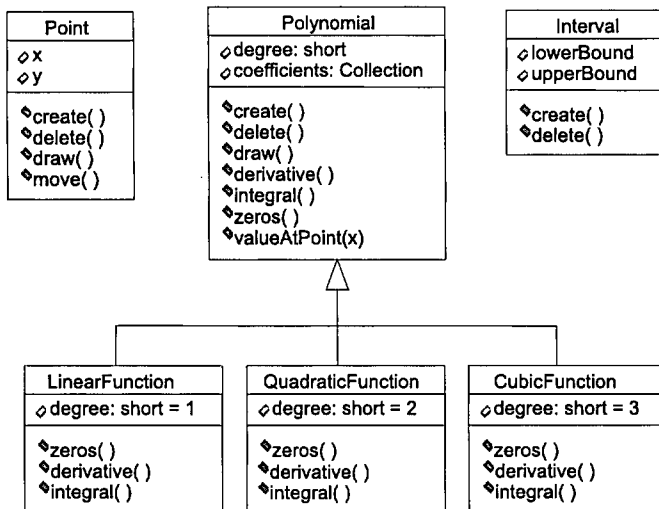 Point
x
y
create( )
delete( )
draw( )
move( )
Polynomial
degree: short
coefficients: Collection
create( )
delete( )
draw( )
derivative( )
integral( )
zeros( )
valueAtPoint(x)
Interval
lowerBound
upperBound
create( )
delete( )
LinearFunction
degree: short = 1
zeros( )
derivative( )
integral( )
QuadraticFunction
degree: short = 2
zeros( )
derivative( )
integral( )
CubicFunction
degree: short = 3
zeros( )
derivative( )
integral( )